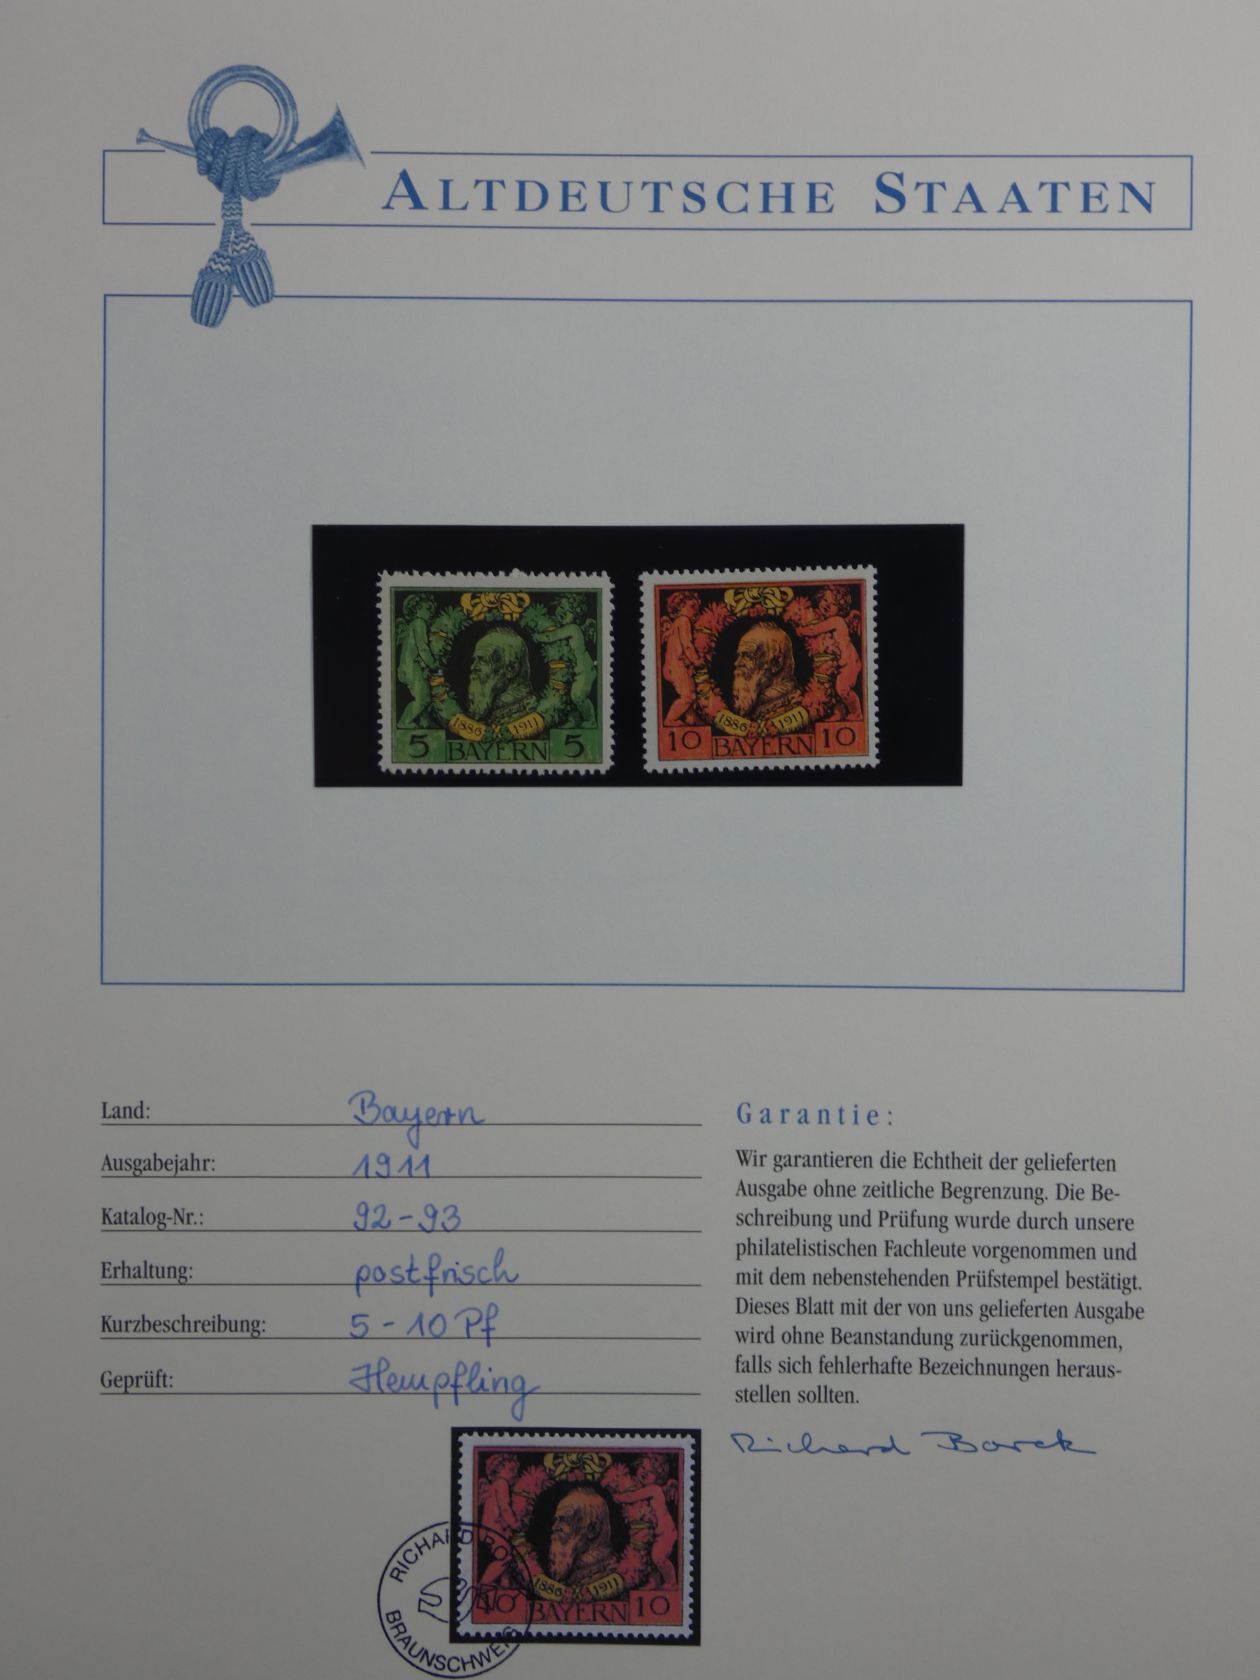 ALTDEUTSCHE STAATEN
1886 1911
5 BAYERN 5
1886 1911
10 BAYERN 10
Land: Bayern
Ausgabejahr: 1911
Katalog-Nr.: 92-93
Erhaltung: postfrisch
Kurzbeschreibung: 5-10 Pf
Geprüft: Hempfling
Garantie:
Wir garantieren die Echtheit der gelieferten
Ausgabe ohne zeitliche Begrenzung. Die Be-
schreibung und Prüfung wurde durch unsere
philatelistischen Fachleute vorgenommen und
mit dem nebenstehenden Prüfstempel bestätigt.
Dieses Blatt mit der von uns gelieferten Ausgabe
wird ohne Beanstandung zurückgenommen,
falls sich fehlerhafte Bezeichnungen heraus-
stellen sollten.
Richard Borek
1886 1911
10 BAYERN 10
RICHARD BOREK
BRAUNSCHWEIG